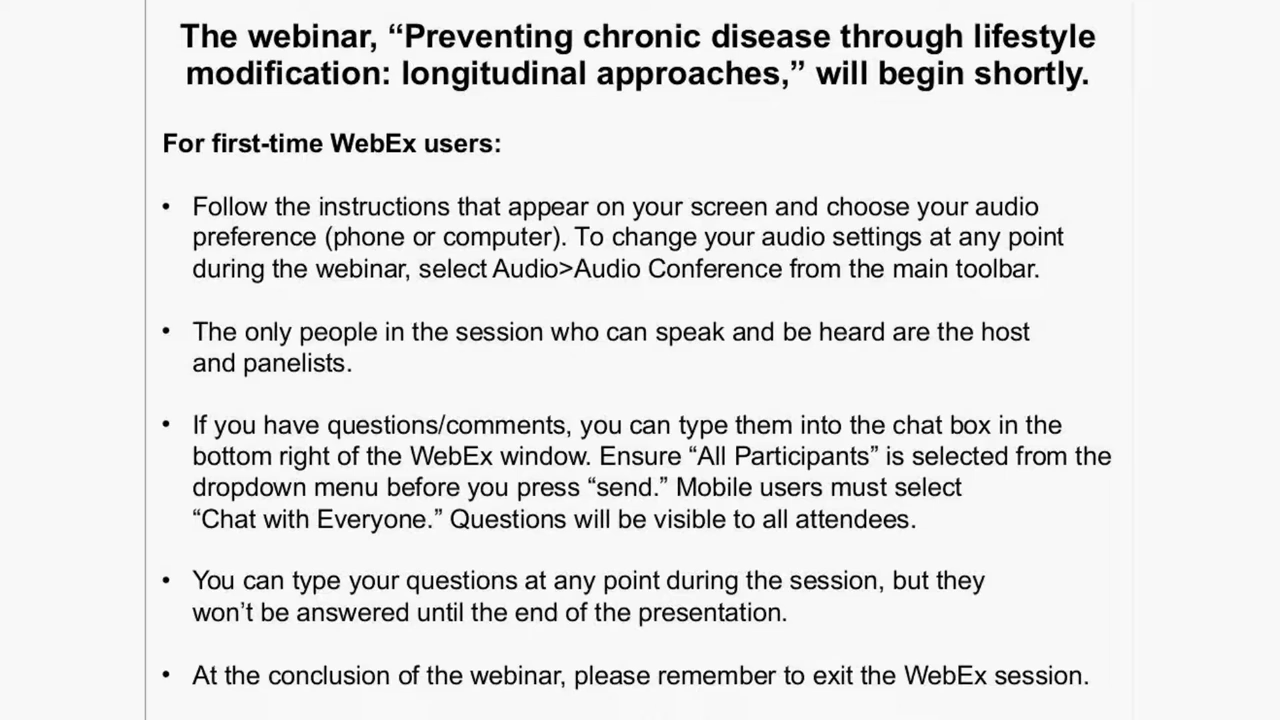 The webinar, “Preventing chronic disease through lifestyle
modification: longitudinal approaches,” will begin shortly.
For first-time WebEx users:
• Follow the instructions that appear on your screen and choose your audio
preference (phone or computer). To change your audio settings at any point
during the webinar, select Audio>Audio Conference from the main toolbar.
• The only people in the session who can speak and be heard are the host
and panelists.
• If you have questions/comments, you can type them into the chat box in the
bottom right of the WebEx window. Ensure “All Participants” is selected from the
dropdown menu before you press “send.” Mobile users must select
“Chat with Everyone.” Questions will be visible to all attendees.
• You can type your questions at any point during the session, but they
won’t be answered until the end of the presentation.
• At the conclusion of the webinar, please remember to exit the WebEx session.